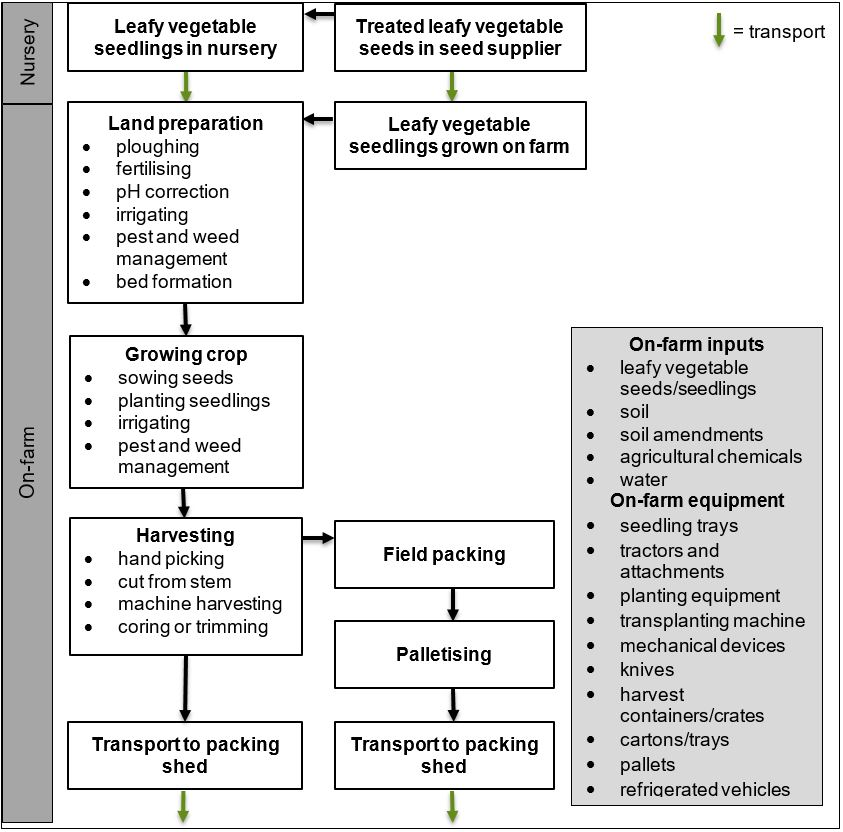 Nursery
Leafy vegetable
seedlings in nursery
Treated leafy vegetable
seeds in seed supplier
= transport
On-farm
Land preparation
• ploughing
• fertilising
• pH correction
• irrigating
• pest and weed
management
• bed formation
Leafy vegetable
seedlings grown on farm
Growing crop
• sowing seeds
• planting seedlings
• irrigating
• pest and weed
management
Harvesting
• hand picking
• cut from stem
• machine harvesting
• coring or trimming
Field packing
Palletising
Transport to packing
shed
Transport to packing
shed
On-farm inputs
• leafy vegetable
seeds/seedlings
• soil
• soil amendments
• agricultural chemicals
• water
On-farm equipment
• seedling trays
• tractors and
attachments
• planting equipment
• transplanting machine
• mechanical devices
• knives
• harvest
containers/crates
• cartons/trays
• pallets
• refrigerated vehicles